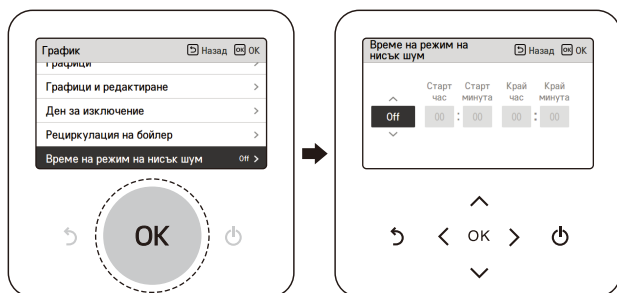 График
Назад OK OK
Графици
Графици и редактиране
Ден за изключение
Рециркулация на бойлер
Време на режим на нисък шум Off
OK
Време на режим на
нисък шум
Назад OK OK
Старт час
Старт минута
Край час
Край минута
Off 00 : 00 00 : 00
OK